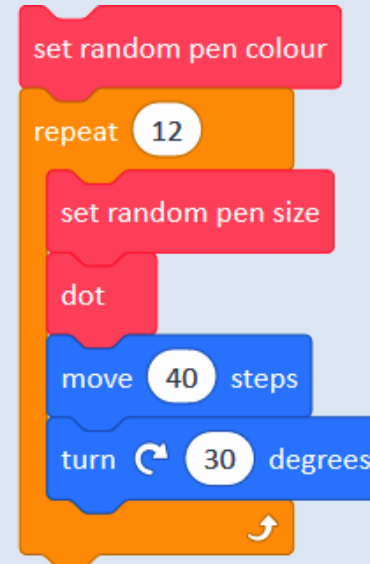 set random pen colour
repeat 12
set random pen size
dot
move 40 steps
turn 30 degrees